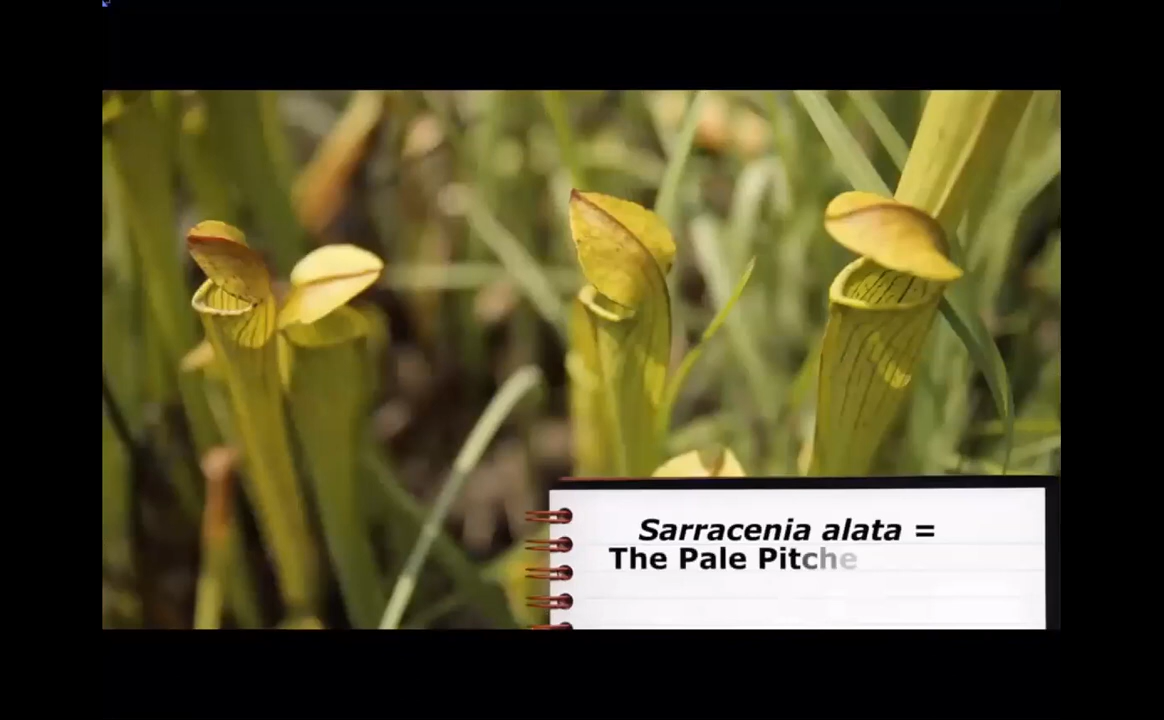 Sarracenia alata =
The Pale Pitche